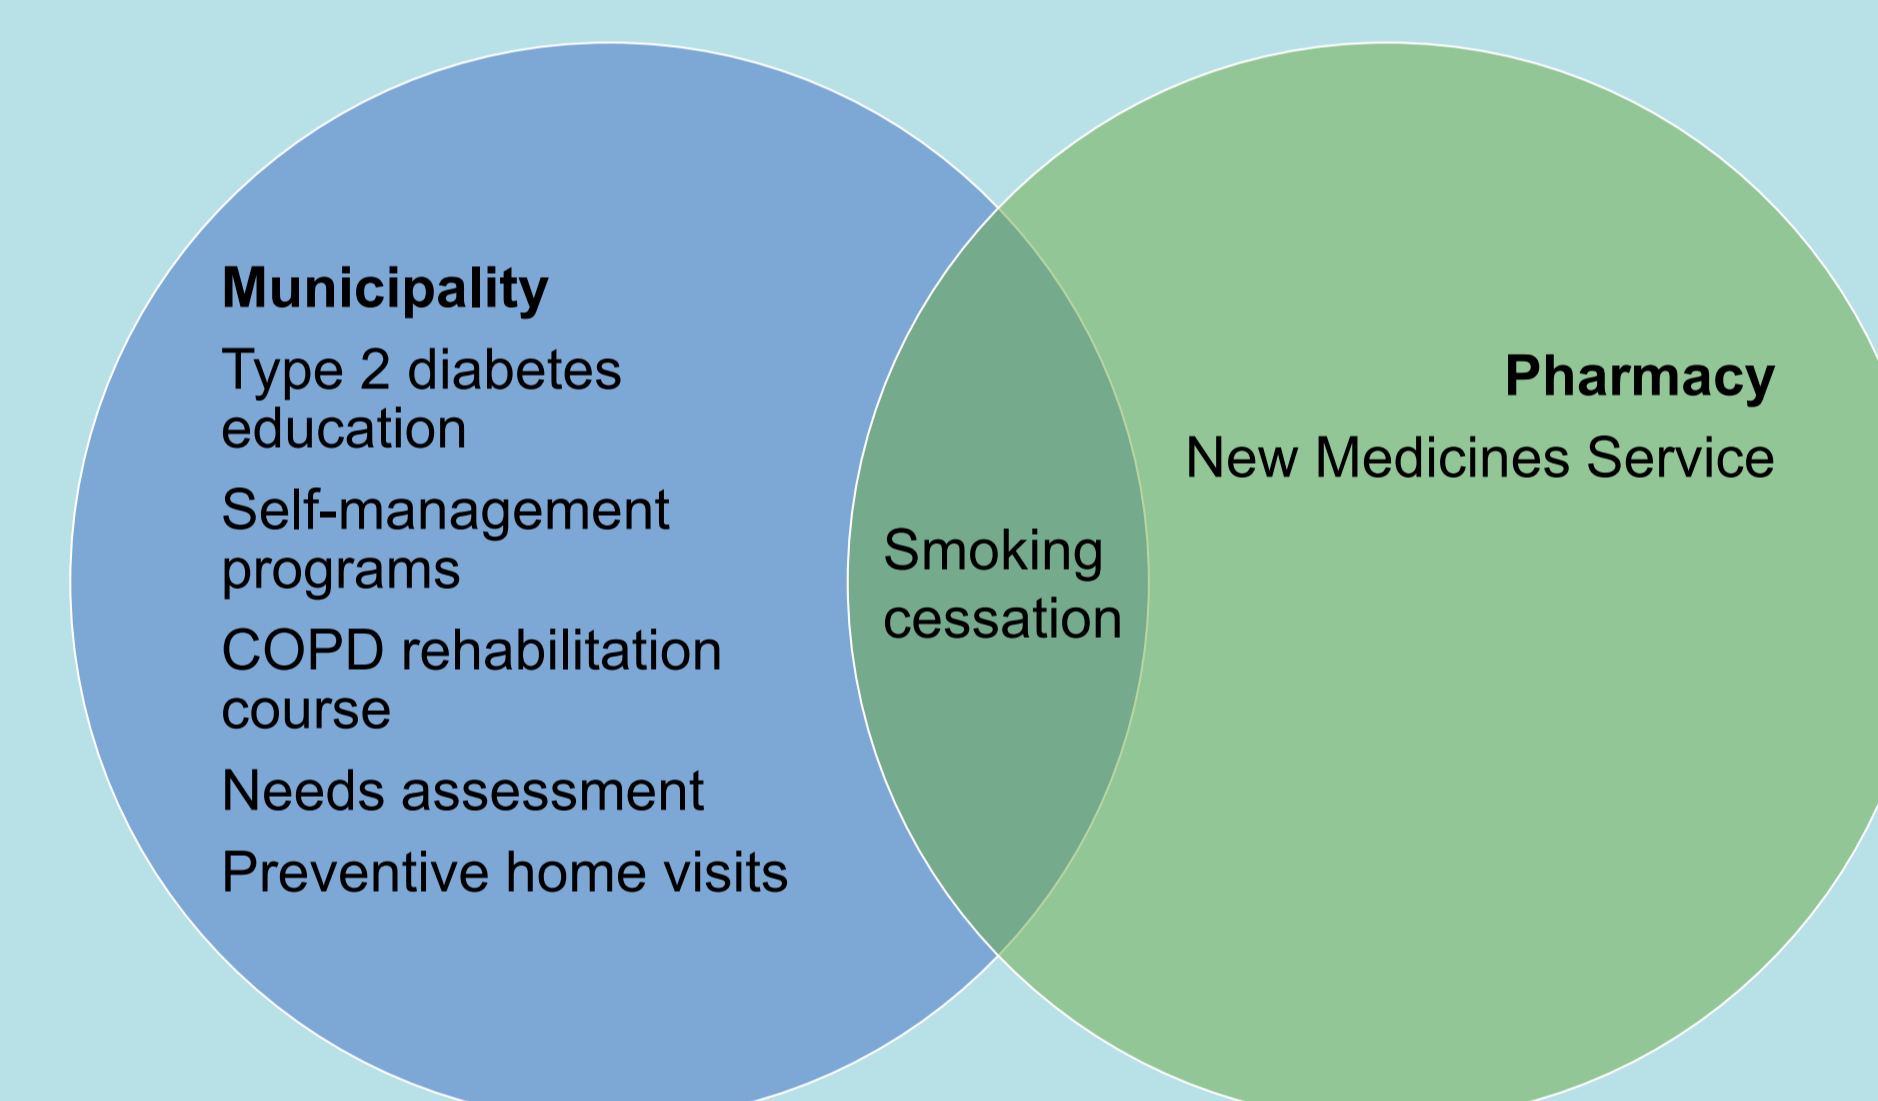 Municipality
Type 2 diabetes
education
Self-management
programs
COPD rehabilitation
course
Needs assessment
Preventive home visits
Smoking
cessation
Pharmacy
New Medicines Service